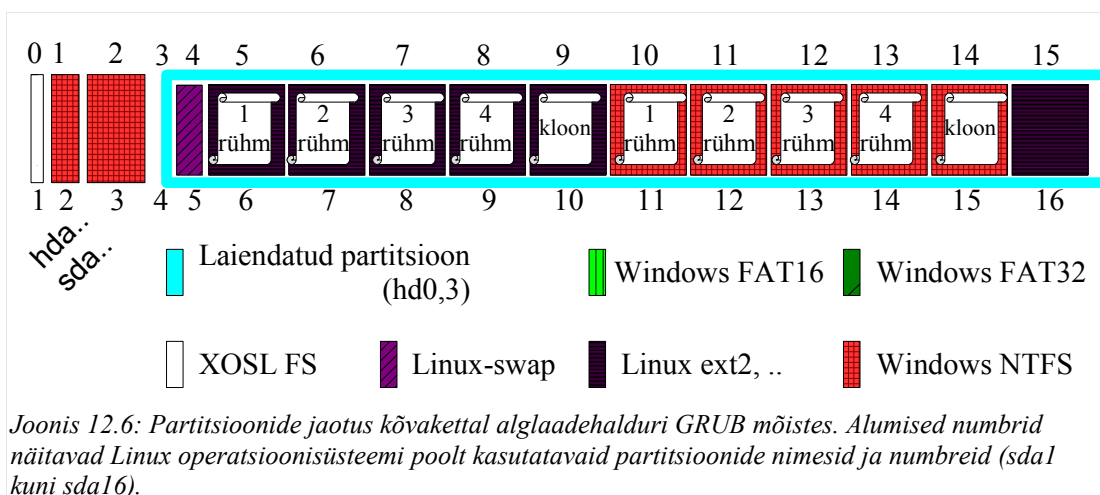 0 1 2 3 4 5 6 7 8 9 10 11 12 13 14 15
1 rühm
2 rühm
3 rühm
4 rühm
kloon
1 rühm
2 rühm
3 rühm
4 rühm
kloon
1 2 3 4 5 6 7 8 9 10 11 12 13 14 15 16
hda..
sda..
Laiendatud partitsioon
(hd0,3)
Windows FAT16
Windows FAT32
XOSL FS
Linux-swap
Linux ext2, ..
Windows NTFS
Joonis 12.6: Partitsioonide jaotus kõvakettal alglaadehalduri GRUB mõistes. Alumised numbrid
näitavad Linux operatsioonisüsteemi poolt kasutatavaid partitsioonide nimesid ja numbreid (sda1
kuni sda16).